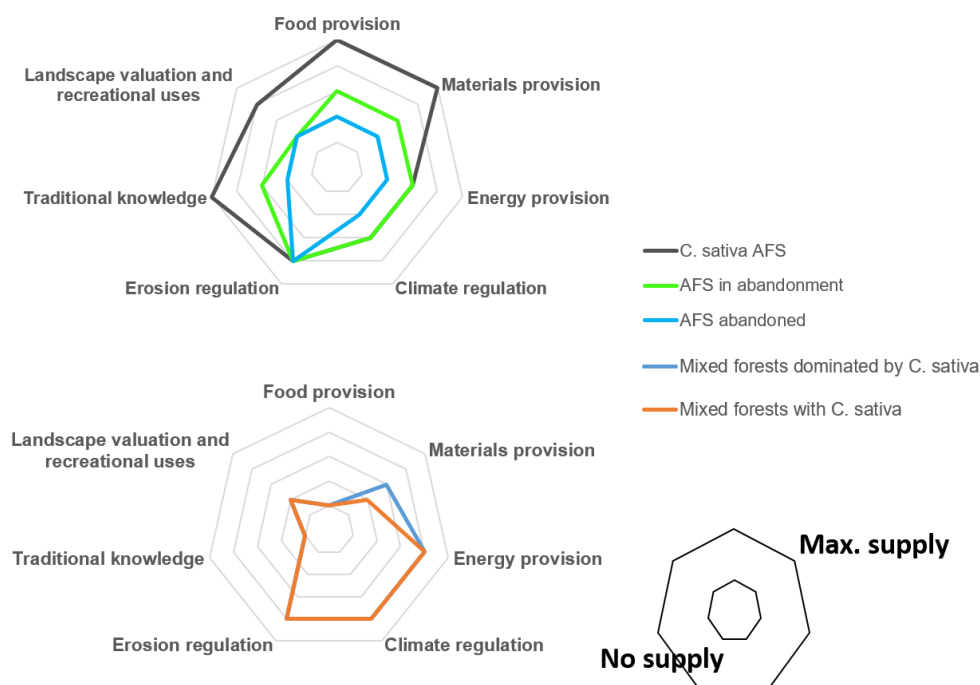 Food provision
Landscape valuation and
recreational uses
Materials provision
Traditional knowledge
Energy provision
Erosion regulation
Climate regulation
C. sativa AFS
AFS in abandonment
AFS abandoned
Mixed forests dominated by C. sativa
Mixed forests with C. sativa
Food provision
Landscape valuation and
recreational uses
Materials provision
Traditional knowledge
Energy provision
Erosion regulation
Climate regulation
Max. supply
No supply